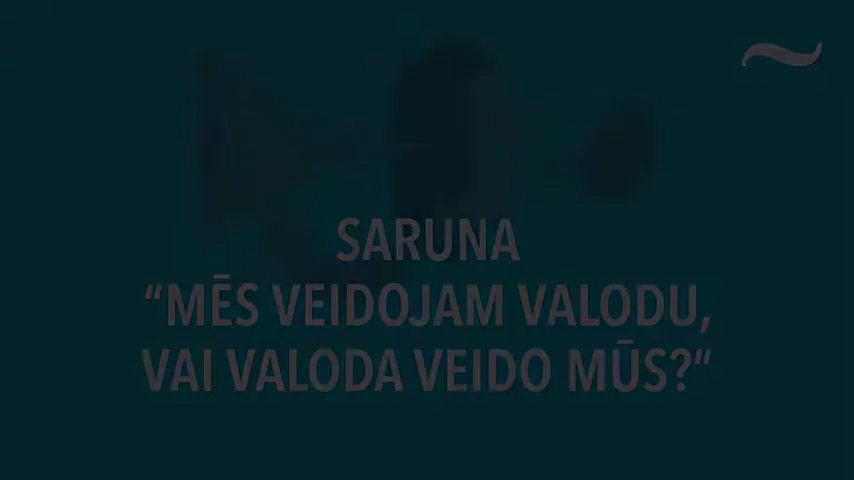 SARUNA
“MĒS VEIDOJAM VALODU,
VAI VALODA VEIDO MŪS?“